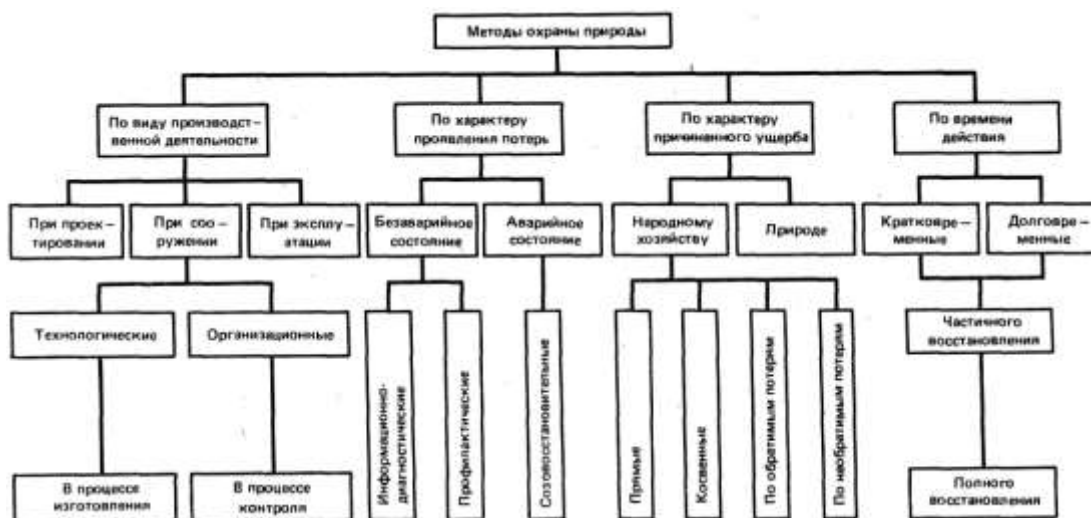 Методы охраны природы
По виду производст-
венной деятельности
По характеру
проявления потерь
По характеру
причиненного ущерба
По времени
действия
При проек-
тировании
При соо-
ружении
При эксплу-
атации
Безаварийное
состояние
Аварийное
состояние
Народному
хозяйству
Природе
Кратковре-
менные
Долговре-
менные
Технологические
Организационные
Информационно-
диагностические
Профилактические
Созовосстановительные
Прямые
Косвенные
По обратимым потерям
По необратимым потерям
Частичного
восстановления
В процессе
изготовления
В процессе
контроля
Полного
восстановления